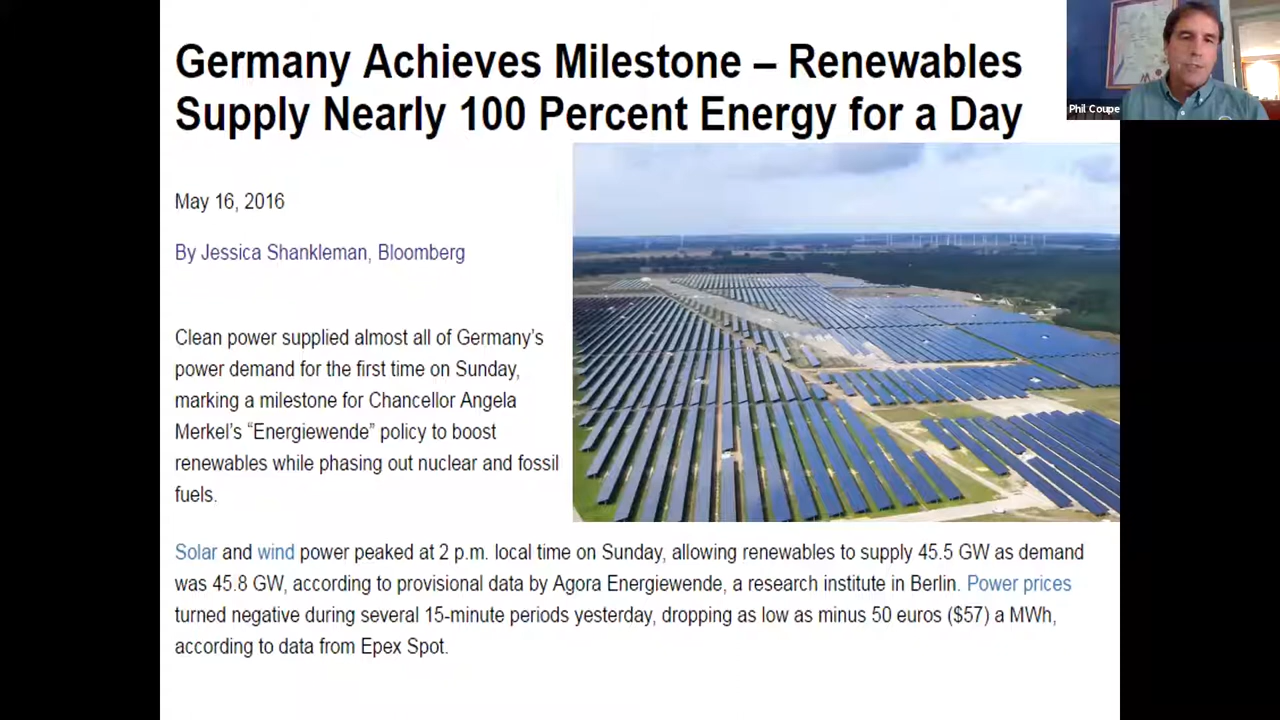 Germany Achieves Milestone – Renewables
Supply Nearly 100 Percent Energy for a Day
Phil Coupe
May 16, 2016
By Jessica Shankleman, Bloomberg
Clean power supplied almost all of Germany’s
power demand for the first time on Sunday,
marking a milestone for Chancellor Angela
Merkel’s “Energiewende” policy to boost
renewables while phasing out nuclear and fossil
fuels.
Solar and wind power peaked at 2 p.m. local time on Sunday, allowing renewables to supply 45.5 GW as demand
was 45.8 GW, according to provisional data by Agora Energiewende, a research institute in Berlin. Power prices
turned negative during several 15-minute periods yesterday, dropping as low as minus 50 euros ($57) a MWh,
according to data from Epex Spot.